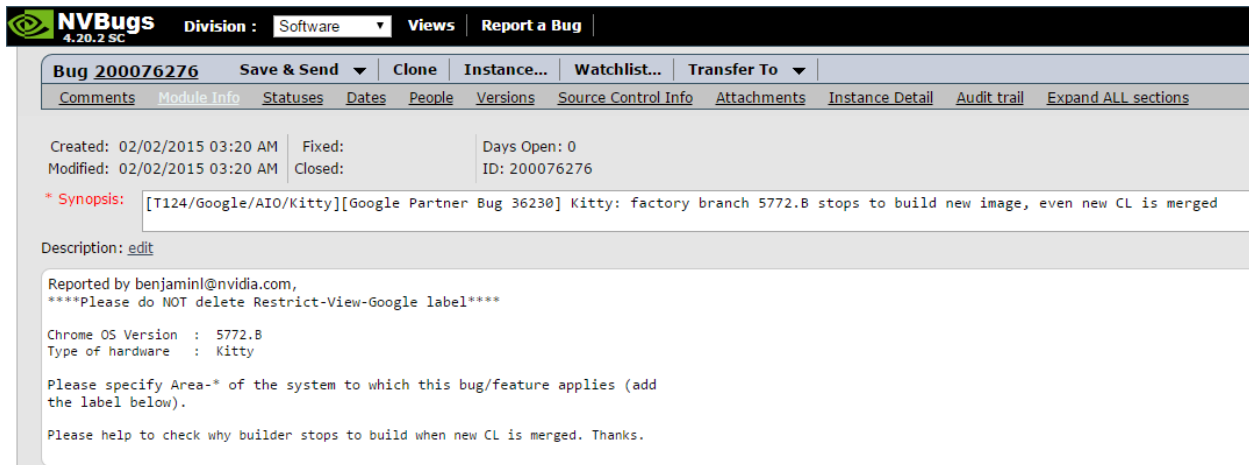 NVBugs Division : Software Views Report a Bug
4.20.2 SC
Bug 200076276 Save & Send Clone Instance... Watchlist... Transfer To
Comments Module Info Statuses Dates People Versions Source Control Info Attachments Instance Detail Audit trail Expand ALL sections
Created: 02/02/2015 03:20 AM Fixed: Days Open: 0
Modified: 02/02/2015 03:20 AM Closed: ID: 200076276
* Synopsis: [T124/Google/AIO/Kitty][Google Partner Bug 36230] Kitty: factory branch 5772.B stops to build new image, even new CL is merged
Description: edit
Reported by benjaminl@nvidia.com,
****Please do NOT delete Restrict-View-Google label****
Chrome OS Version : 5772.B
Type of hardware : Kitty
Please specify Area-* of the system to which this bug/feature applies (add
the label below).
Please help to check why builder stops to build when new CL is merged. Thanks.